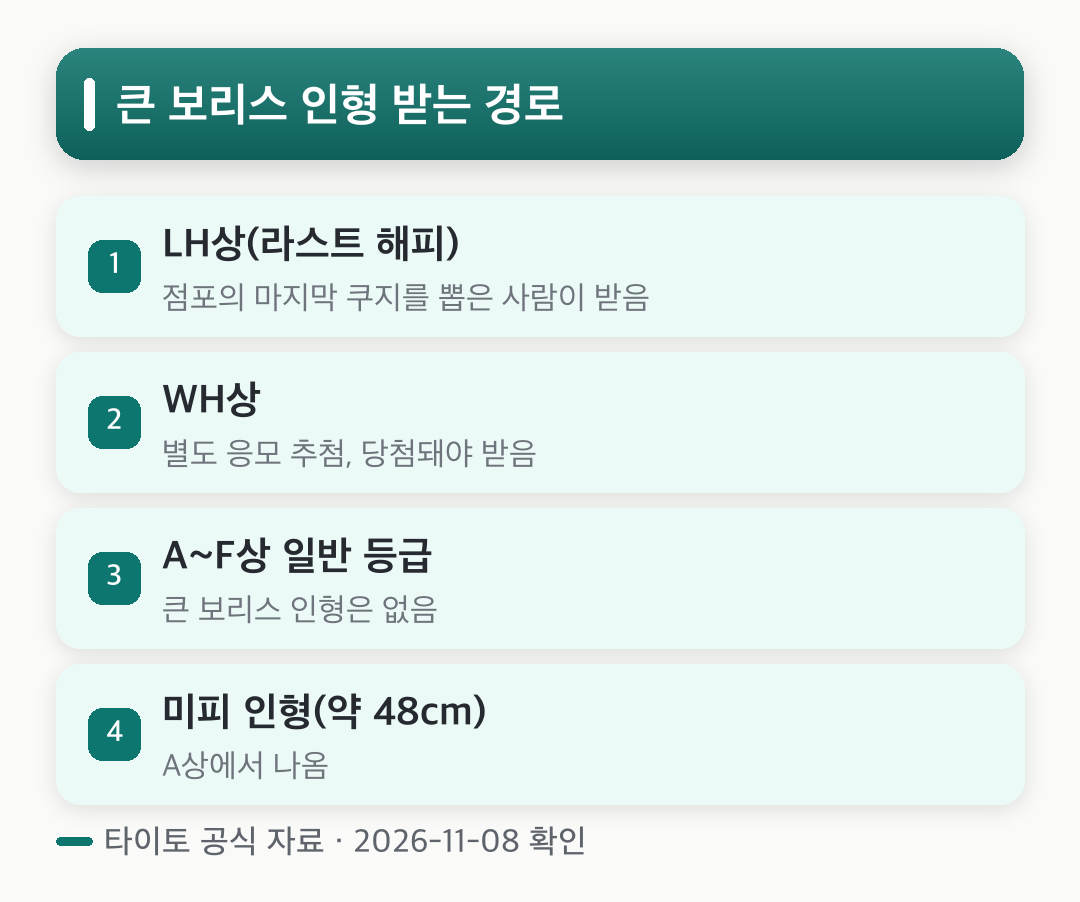 큰 보리스 인형 받는 경로
1
LH상(라스트 해피)
점포의 마지막 쿠지를 뽑은 사람이 받음
2
WH상
별도 응모 추첨, 당첨돼야 받음
3
A~F상 일반 등급
큰 보리스 인형은 없음
4
미피 인형(약 48cm)
A상에서 나옴
타이토 공식 자료 · 2026-11-08 확인